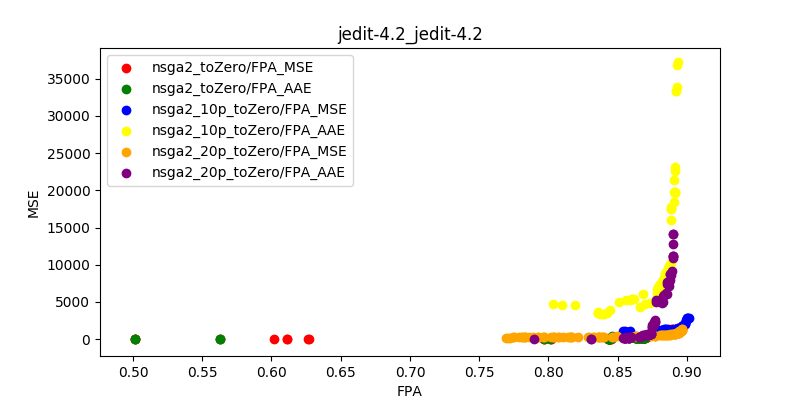 jedit-4.2_jedit-4.2
nsga2_toZero/FPA_MSE
nsga2_toZero/FPA_AAE
nsga2_10p_toZero/FPA_MSE
nsga2_10p_toZero/FPA_AAE
nsga2_20p_toZero/FPA_MSE
nsga2_20p_toZero/FPA_AAE
MSE
35000
30000
25000
20000
15000
10000
5000
0
0.50 0.55 0.60 0.65 0.70 0.75 0.80 0.85 0.90
FPA